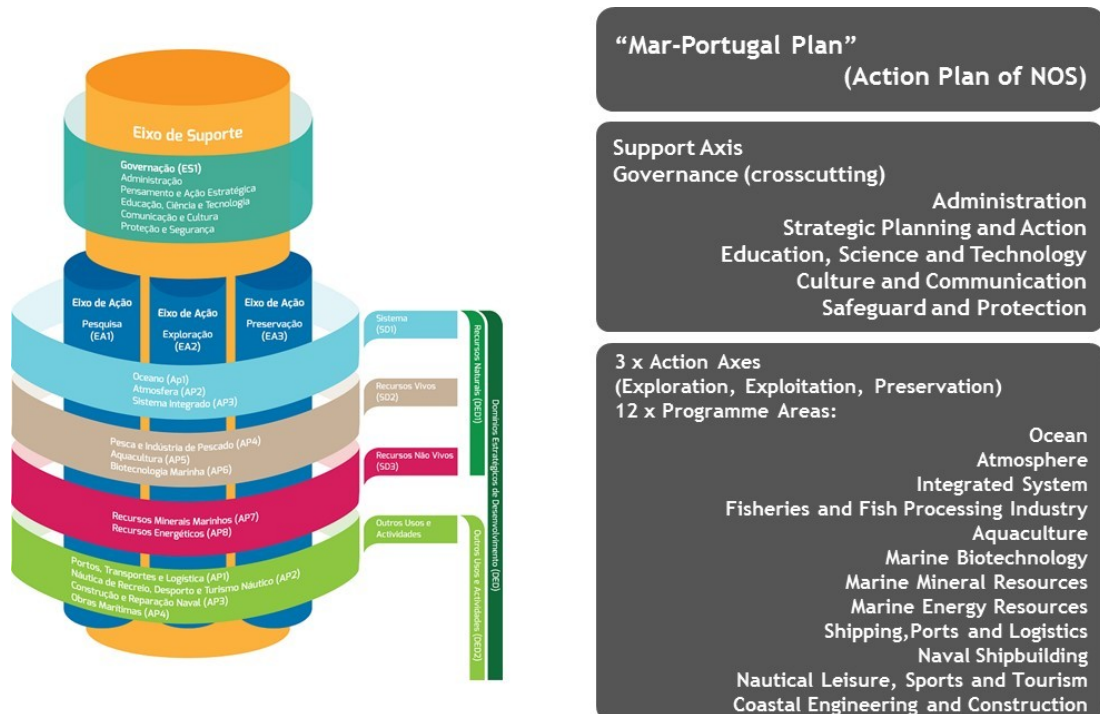 Eixo de Suporte
Governação (ES1)
Administração
Pensamento e Ação Estratégica
Educação, Ciência e Tecnologia
Comunicação e Cultura
Proteção e Segurança
Eixo de Ação
Pesquisa
(EA1)
Eixo de Ação
Exploração
(EA2)
Eixo de Ação
Preservação
(EA3)
Oceano (Ap1)
Atmosfera (AP2)
Sistema Integrado (AP3)
Pesca e Indústria de Pescado (AP4)
Aquacultura (AP5)
Biotecnologia Marinha (AP6)
Recursos Minerais Marinhos (AP7)
Recursos Energéticos (AP8)
Portos, Transportes e Logística (AP1)
Náutica de Recreio, Desporto e Turismo Náutico (AP2)
Construção e Reparação Naval (AP3)
Obras Marítimas (AP4)
Sistema
(SD1)
Recursos Vivos
(SD2)
Recursos Não Vivos
(SD3)
Outros Usos e
Actividades
Recursos Naturais (DED1)
Outros Usos e Actividades (DED2)
Domínios Estratégicos de Desenvolvimento (DED)
“Mar-Portugal Plan”
(Action Plan of NOS)
Support Axis
Governance (crosscutting)
Administration
Strategic Planning and Action
Education, Science and Technology
Culture and Communication
Safeguard and Protection
3 x Action Axes
(Exploration, Exploitation, Preservation)
12 x Programme Areas:
Ocean
Atmosphere
Integrated System
Fisheries and Fish Processing Industry
Aquaculture
Marine Biotechnology
Marine Mineral Resources
Marine Energy Resources
Shipping,Ports and Logistics
Naval Shipbuilding
Nautical Leisure, Sports and Tourism
Coastal Engineering and Construction